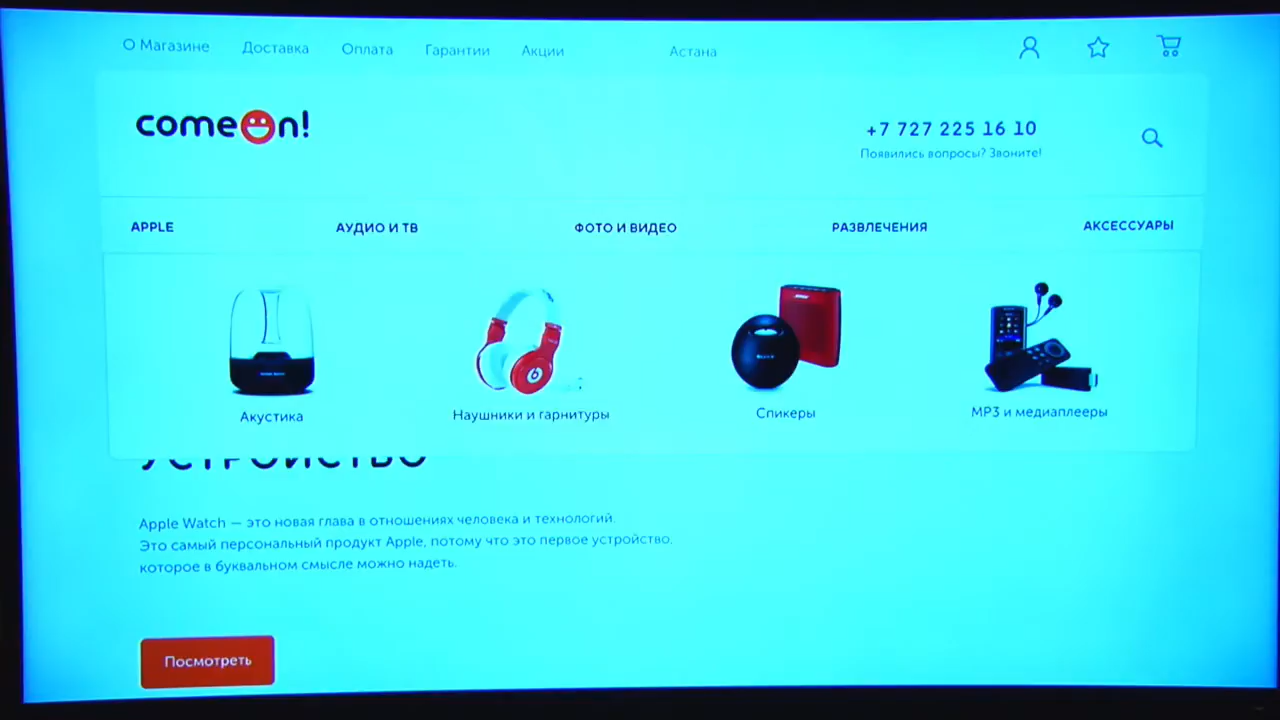 О Магазине Доставка Оплата Гарантии Акции Астана
comeOn!
+7 727 225 16 10
Появились вопросы? Звоните!
APPLE АУДИО И ТВ ФОТО И ВИДЕО РАЗВЛЕЧЕНИЯ АКСЕССУАРЫ
Акустика Наушники и гарнитуры Спикеры MP3 и медиаплееры
УСТРОЙСТВО
Apple Watch — это новая глава в отношениях человека и технологий.
Это самый персональный продукт Apple, потому что это первое устройство,
которое в буквальном смысле можно надеть.
Посмотреть